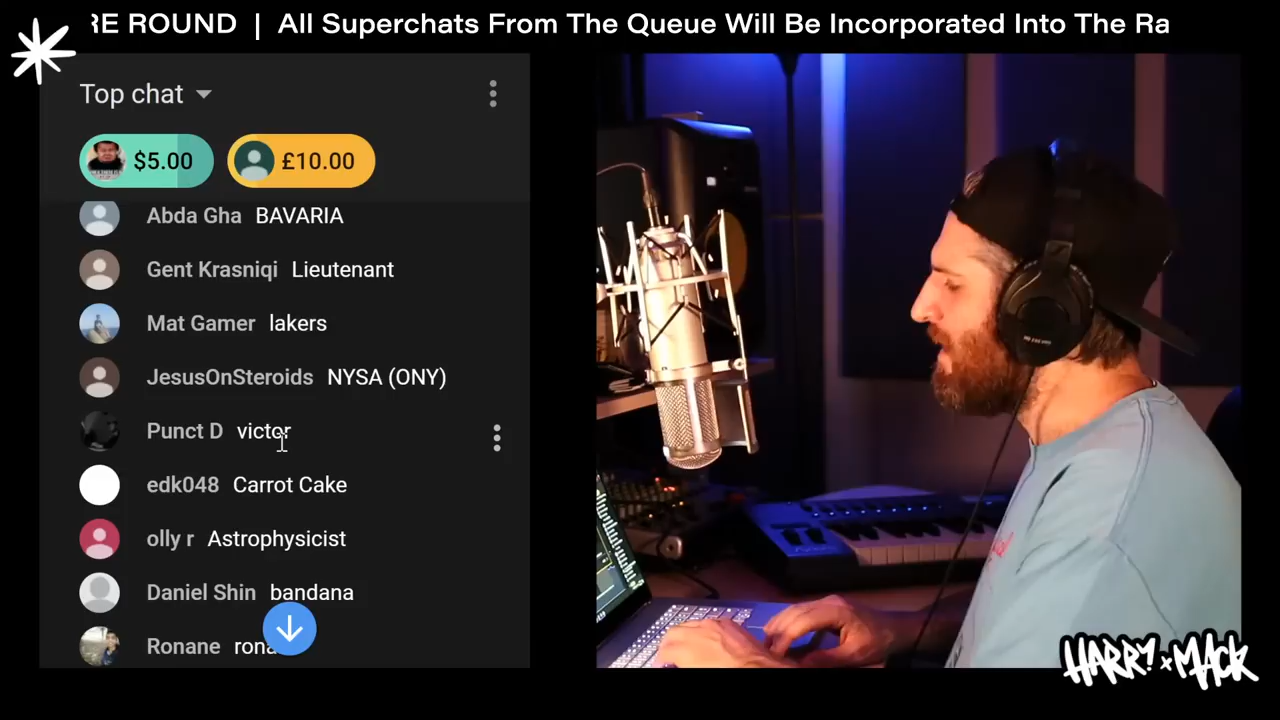 RE ROUND | All Superchats From The Queue Will Be Incorporated Into The Ra
Top chat
$5.00 £10.00
Abda Gha BAVARIA
Gent Krasniqi Lieutenant
Mat Gamer lakers
JesusOnSteroids NYSA (ONY)
Punct D victor
edk048 Carrot Cake
olly r Astrophysicist
Daniel Shin bandana
Ronane rona
HARRY MACK